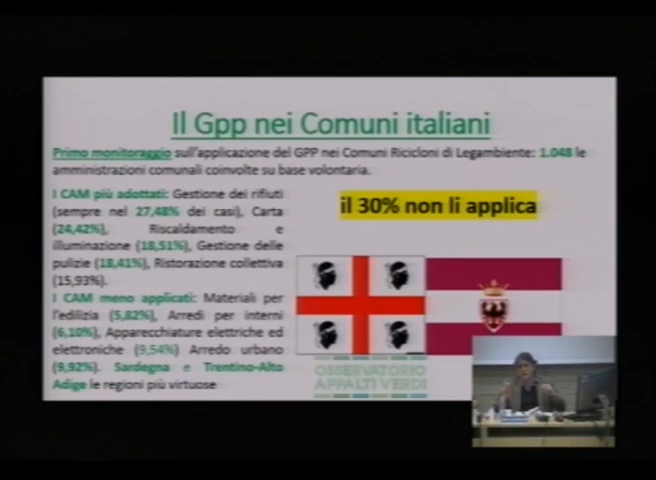 Il Gpp nei Comuni italiani
Primo monitoraggio sull'applicazione del GPP nei Comuni Ricicloni di Legambiente: 1.048 le
amministrazioni comunali coinvolte su base volontaria.
I CAM più adottati: Gestione dei rifiuti
(sempre nel 27,48% dei casi), Carta
(24,42%), Riscaldamento e
illuminazione (18,51%), Gestione delle
pulizie (18,41%), Ristorazione collettiva
(15,93%).
I CAM meno applicati: Materiali per
l'edilizia (5,82%), Arredi per interni
(6,10%), Apparecchiature elettriche ed
elettroniche (9,54%) Arredo urbano
(9,92%). Sardegna e Trentino-Alto
Adige le regioni più virtuose
il 30% non li applica
OSSERVATORIO
APPALTI VERDI